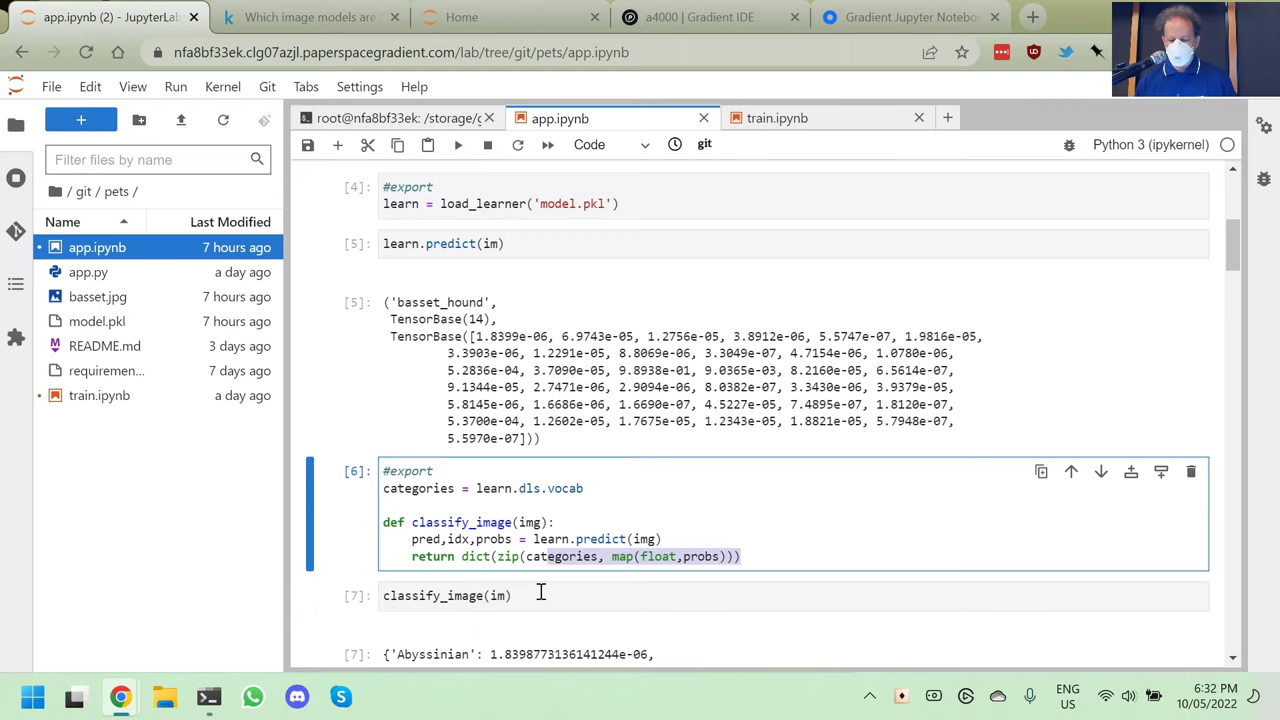 app.ipynb (2) - JupyterLab
Which image models are
Home
a4000 | Gradient IDE
Gradient Jupyter Notebo
nfa8bf33ek.clg07azjl.paperspacegradient.com/lab/tree/git/pets/app.ipynb
File Edit View Run Kernel Git Tabs Settings Help
root@nfa8bf33ek: /storage/g
app.ipynb
train.ipynb
Filter files by name
Code
git
Python 3 (ipykernel)
/ git / pets /
Name Last Modified
app.ipynb 7 hours ago
app.py a day ago
basset.jpg 7 hours ago
model.pkl 7 hours ago
README.md 3 days ago
requiremen... 7 hours ago
train.ipynb a day ago
[4]: #export
learn = load_learner('model.pkl')
[5]: learn.predict(im)
[5]: ('basset_hound',
TensorBase(14),
TensorBase([1.8399e-06, 6.9743e-05, 1.2756e-05, 3.8912e-06, 5.5747e-07, 1.9816e-05,
3.3903e-06, 1.2291e-05, 8.8069e-06, 3.3049e-07, 4.7154e-06, 1.0780e-06,
5.2836e-04, 3.7090e-05, 9.8938e-01, 9.0365e-03, 8.2160e-05, 6.5614e-07,
9.1344e-05, 2.7471e-06, 2.9094e-06, 8.0382e-07, 3.3430e-06, 3.9379e-05,
5.8145e-06, 1.6686e-06, 1.6690e-07, 4.5227e-05, 7.4895e-07, 1.8120e-07,
5.3700e-04, 1.2602e-05, 1.7675e-05, 1.2343e-05, 1.8821e-05, 5.7948e-07,
5.5970e-07]))
[6]: #export
categories = learn.dls.vocab
def classify_image(img):
pred,idx,probs = learn.predict(img)
return dict(zip(categories, map(float,probs)))
[7]: classify_image(im)
[7]: {'Abyssinian': 1.8398773136141244e-06,
ENG
US
6:32 PM
10/05/2022